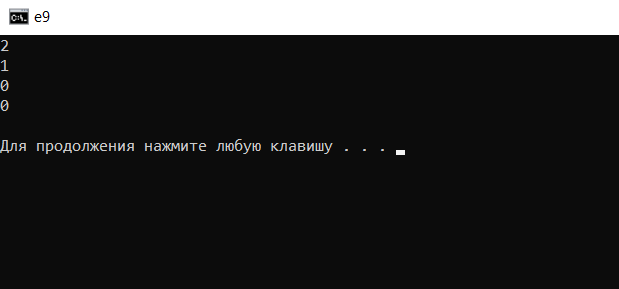 e9
2
1
0
0
Для продолжения нажмите любую клавишу . . .